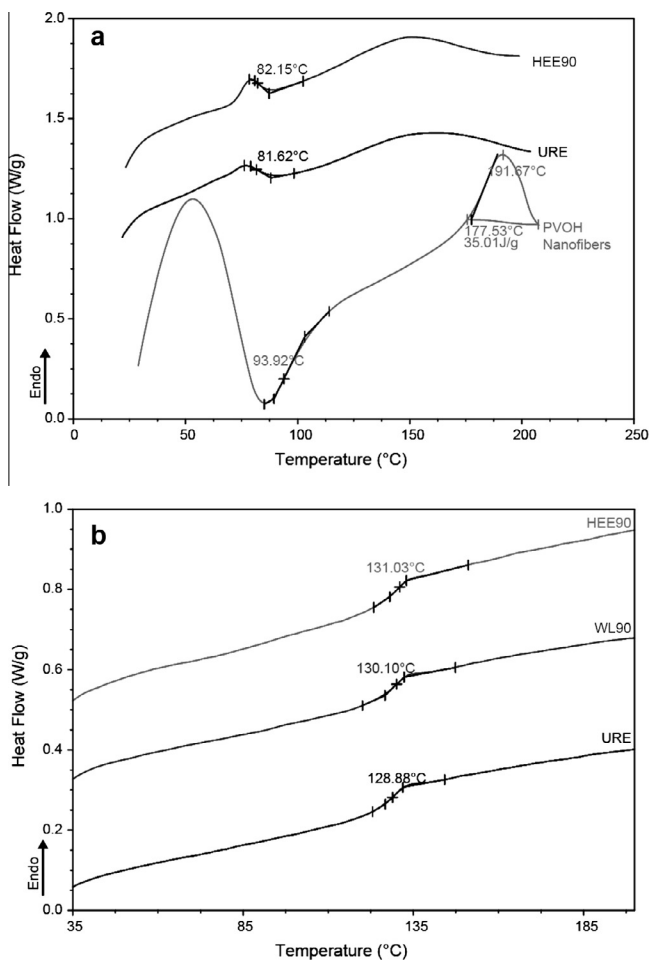 a
2.0
1.5
1.0
0.5
0.0
Heat Flow (W/g)
Endo
82.15°C
HEE90
81.62°C
URE
191.67°C
177.53°C
35.01J/g
PVOH
Nanofibers
93.92°C
0
50
100
150
200
250
Temperature (°C)
b
1.0
0.8
0.6
0.4
0.2
0.0
Heat Flow (W/g)
Endo
HEE90
131.03°C
WL90
130.10°C
URE
128.88°C
35
85
135
185
Temperature (°C)